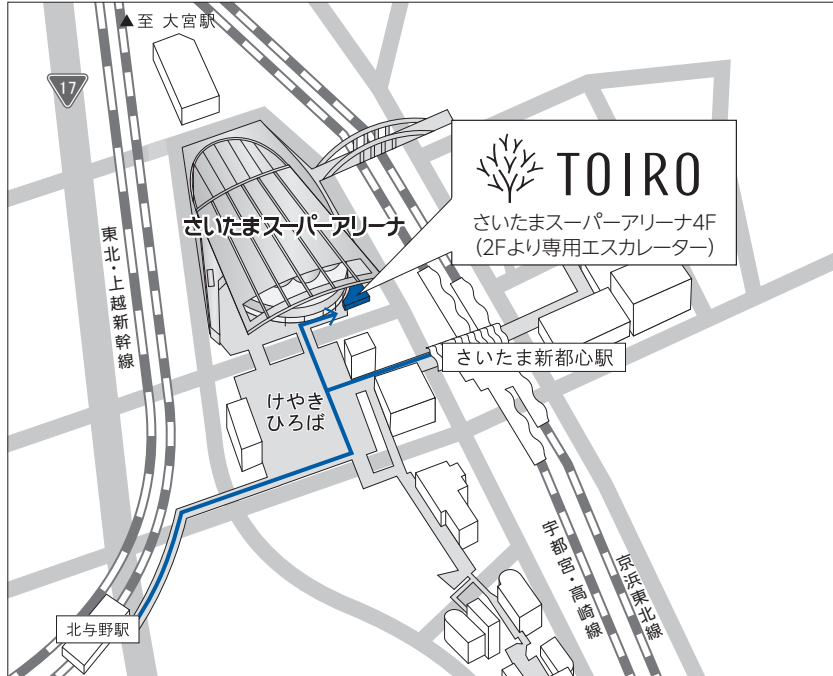 ▲至 大宮駅
17
東北・上越新幹線
さいたまスーパーアリーナ
TOIRO
さいたまスーパーアリーナ4F
(2Fより専用エスカレーター)
さいたま新都心駅
けやき
ひろば
北与野駅
宇都宮・高崎線
京浜東北線